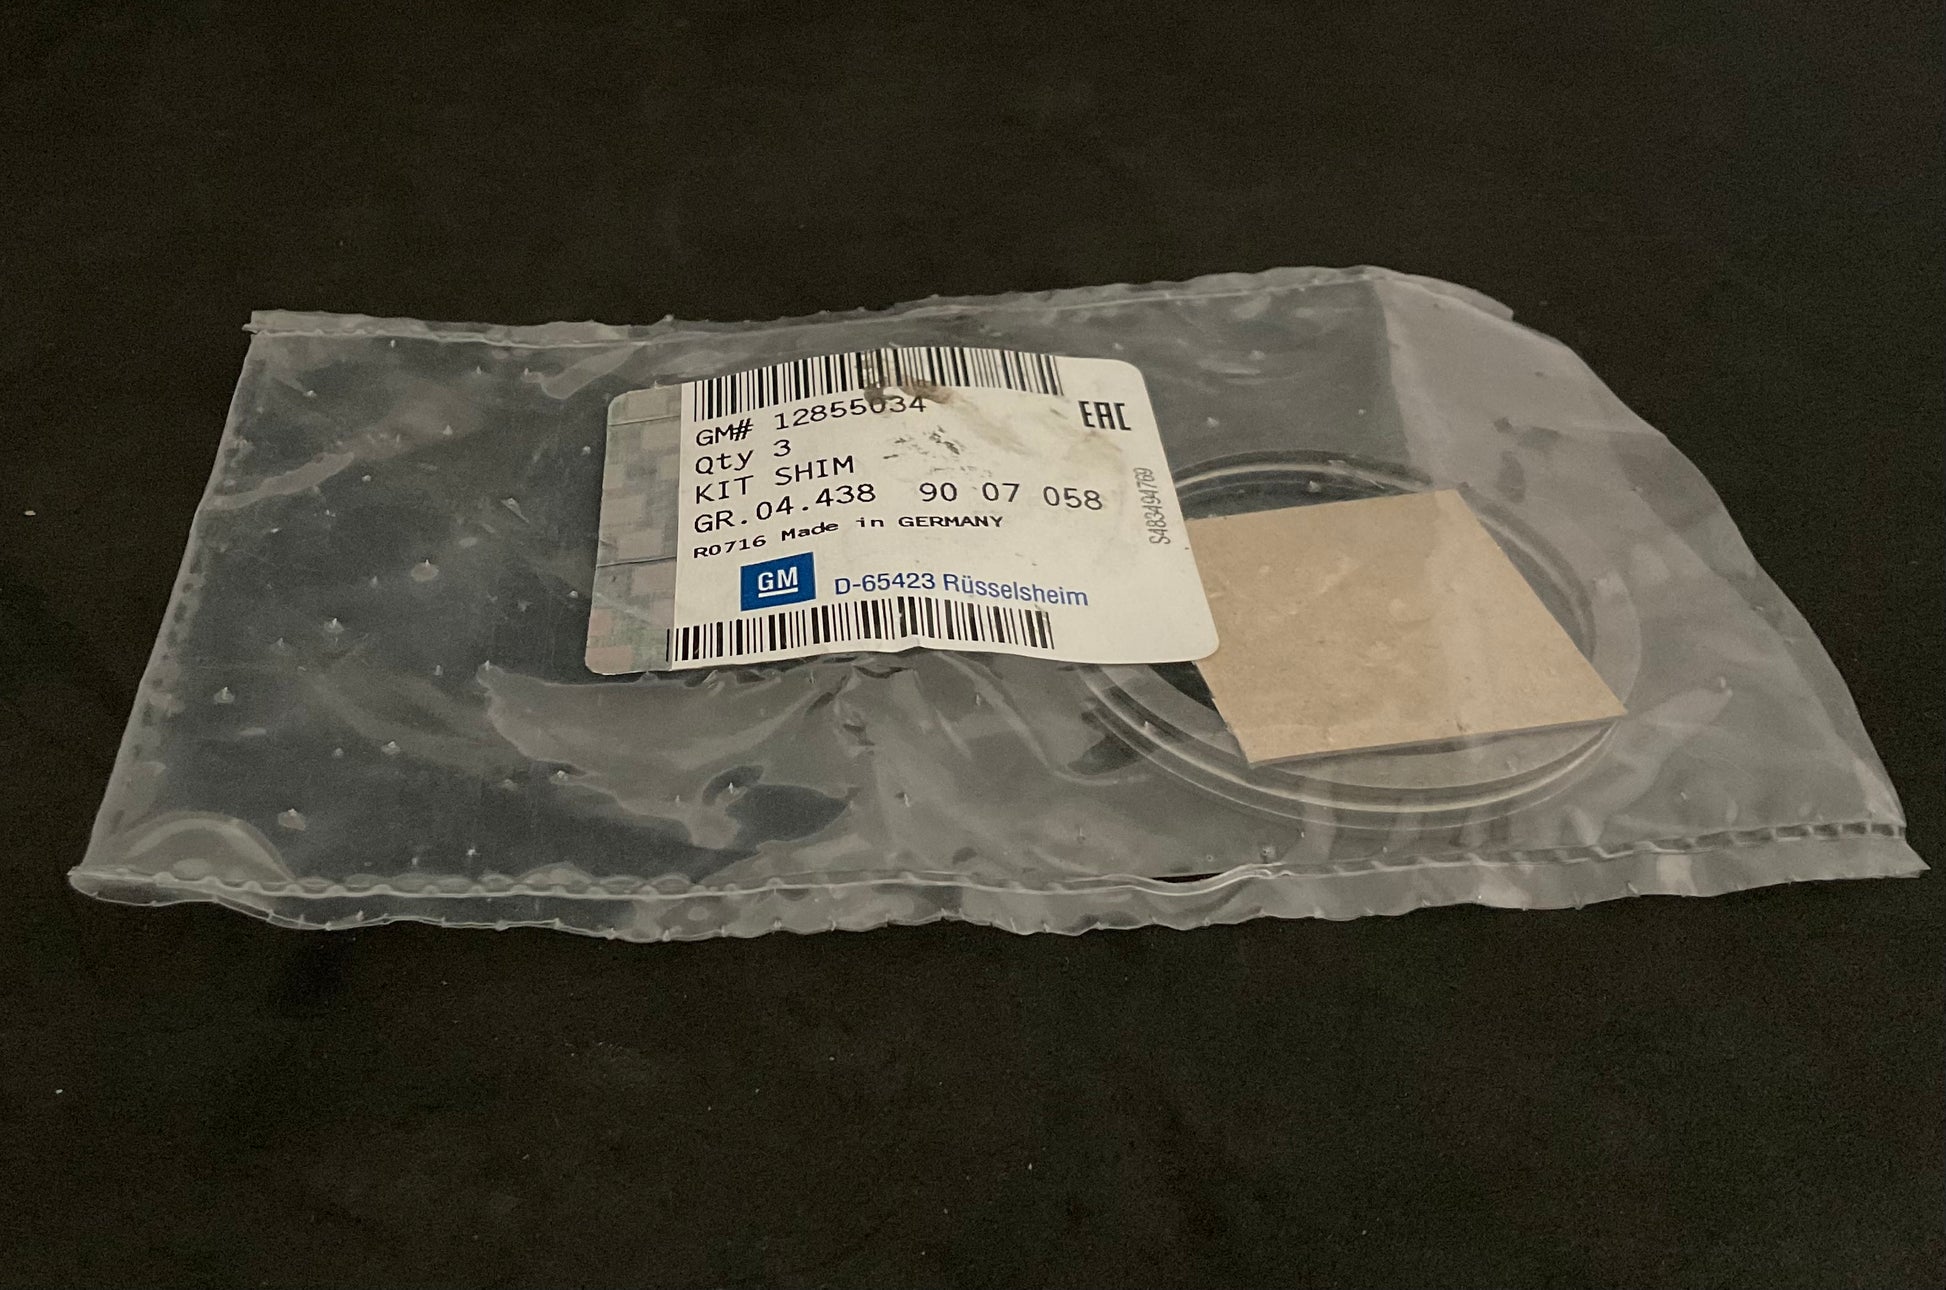 GM# 12855034
EAC
Qty 3
KIT SHIM
GR.04.438 90 07 058
R0716 Made in GERMANY
S483494769
GM
D-65423 Rüsselsheim